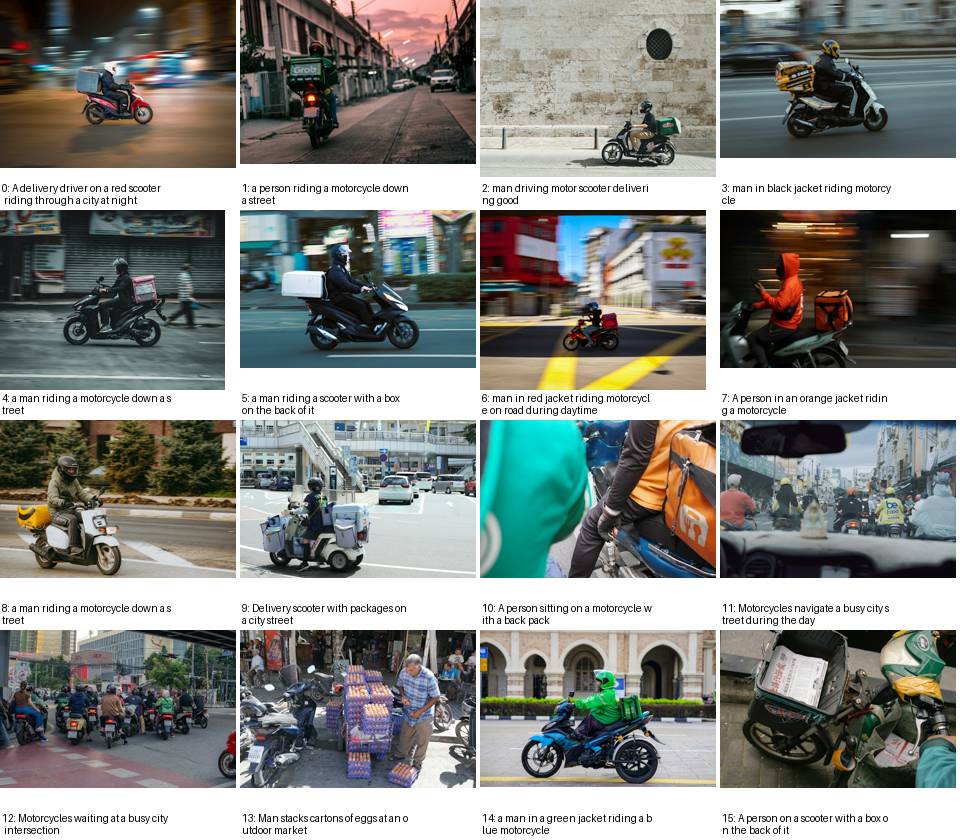 Grab
0: A delivery driver on a red scooter
riding through a city at night
1: a person riding a motorcycle down
a street
2: man driving motor scooter deliveri
ng good
3: man in black jacket riding motorcy
cle
4: a man riding a motorcycle down a s
treet
5: a man riding a scooter with a box
on the back of it
6: man in red jacket riding motorcycl
e on road during daytime
7: A person in an orange jacket ridin
g a motorcycle
8: a man riding a motorcycle down a s
treet
9: Delivery scooter with packages on
a city street
10: A person sitting on a motorcycle w
ith a back pack
11: Motorcycles navigate a busy city s
treet during the day
12: Motorcycles waiting at a busy city
intersection
13: Man stacks cartons of eggs at an o
utdoor market
14: a man in a green jacket riding a b
lue motorcycle
15: A person on a scooter with a box o
n the back of it